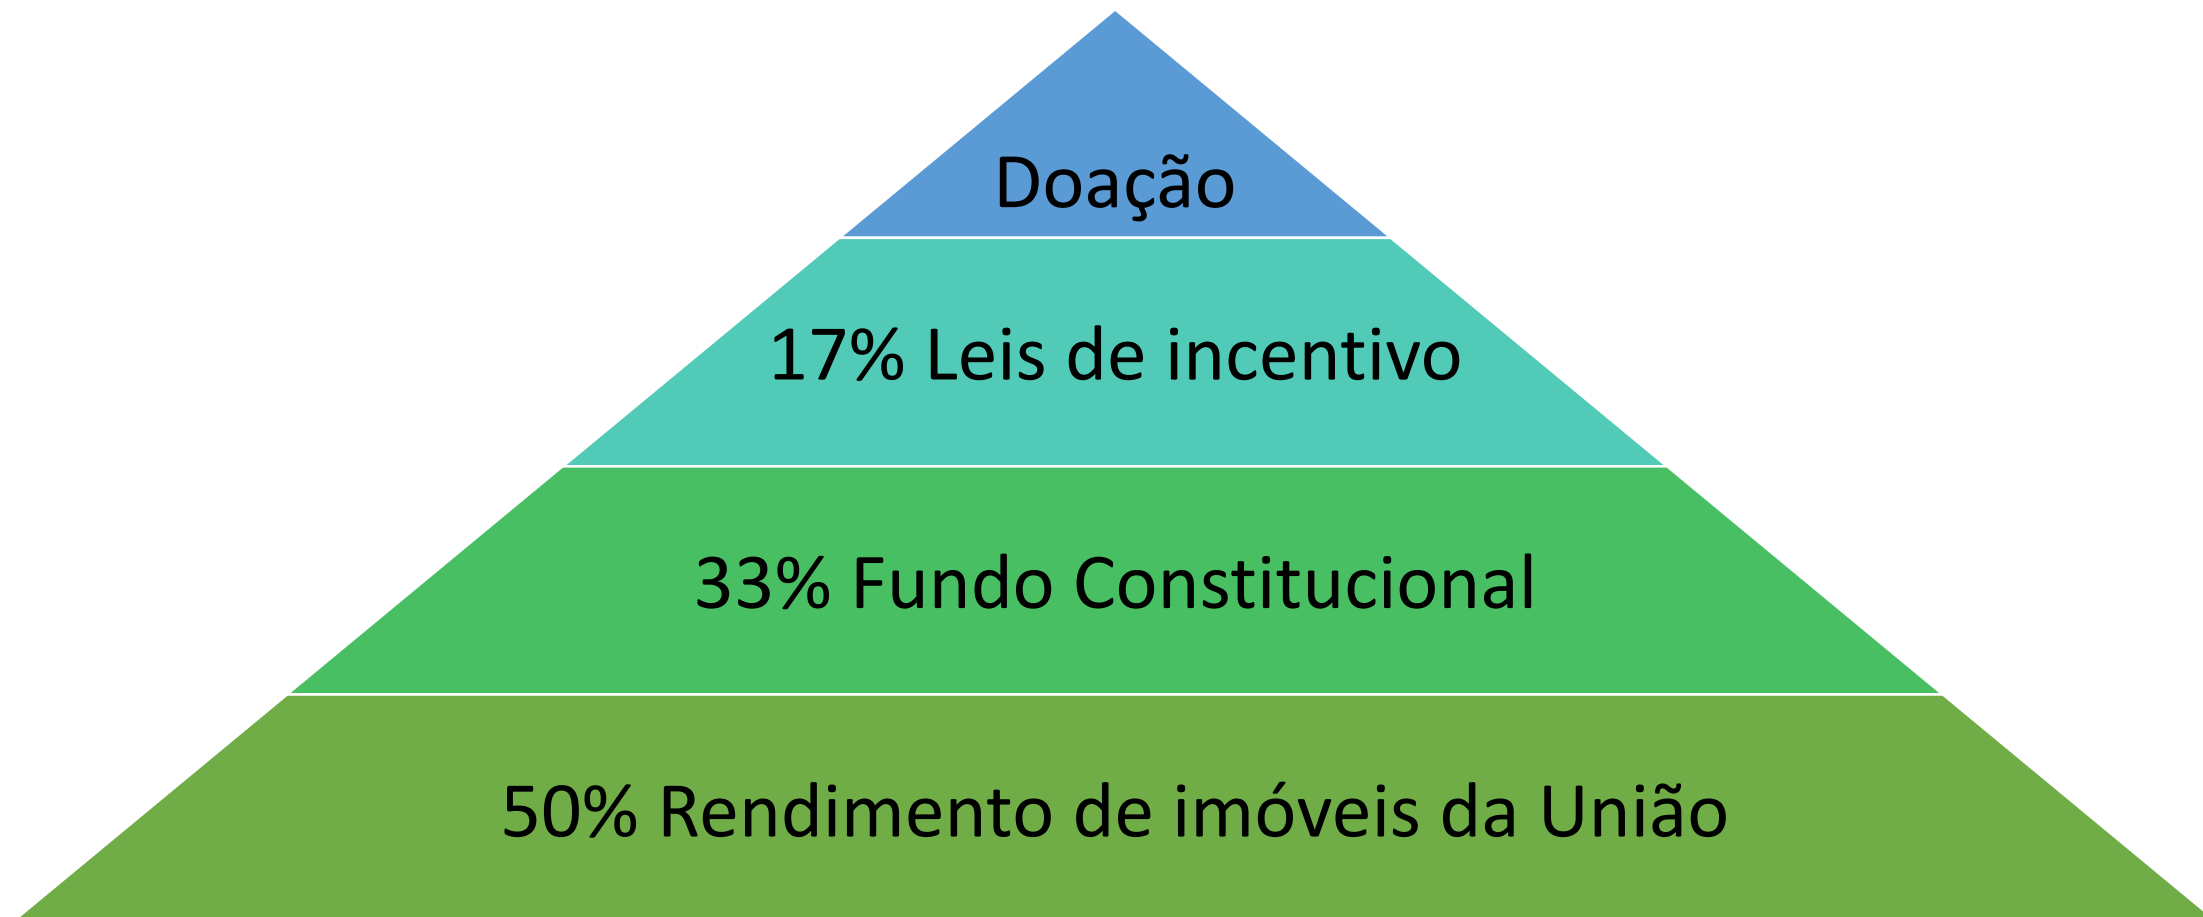 Doação
17% Leis de incentivo
33% Fundo Constitucional
50% Rendimento de imóveis da União